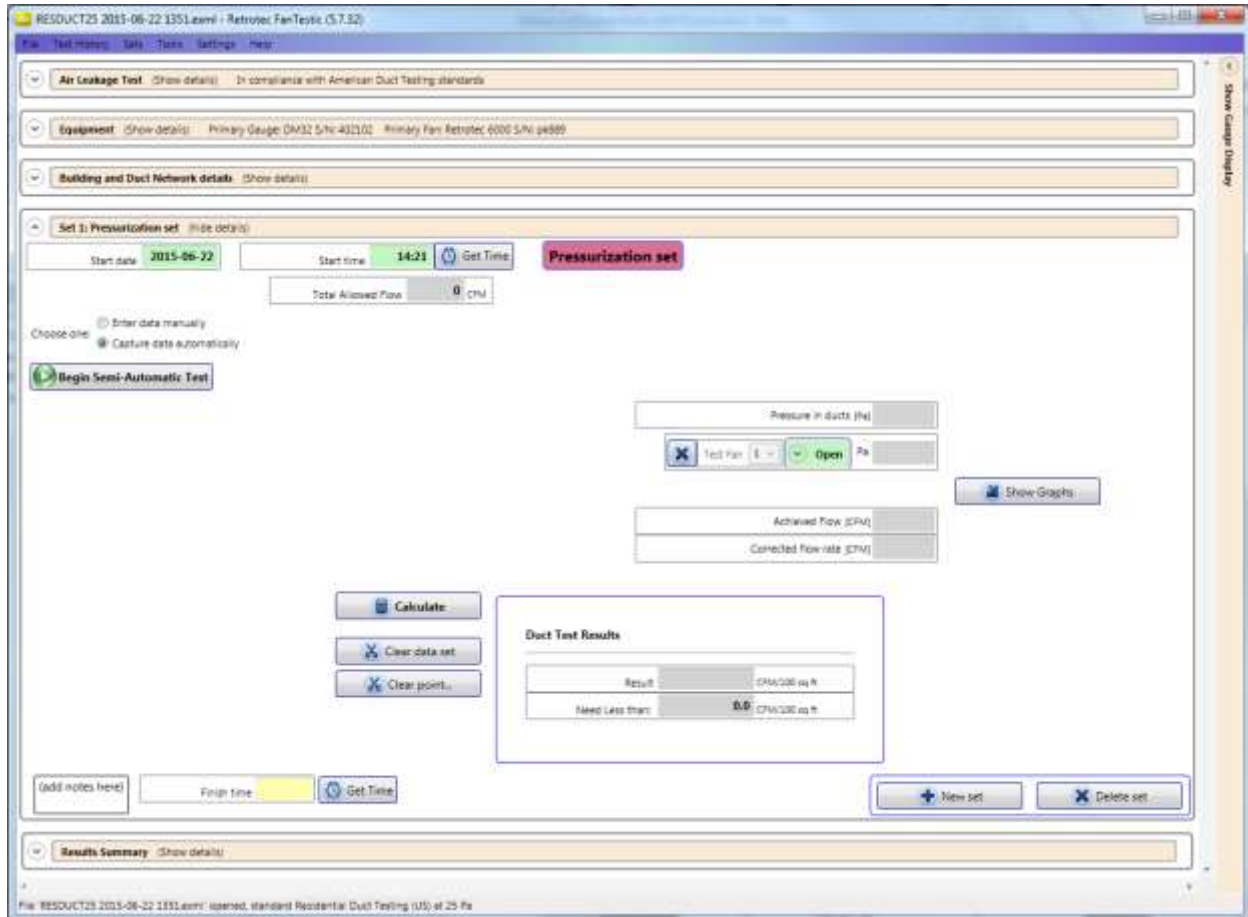 RESDUCT25 2015-06-22 1351.exml - Retrotec FanTestic (5.7.32)
File Test History Sets Tools Settings Help
Air Leakage Test (Show details) In compliance with American Duct Testing standards
Show Gauge Display
Equipment (Show details) Primary Gauge: DM32 S/N: 402102 Primary Fan: Retrotec 6000 S/N: pk989
Building and Duct Network details (Show details)
Set 1: Pressurization set (Hide details)
Start date 2015-06-22 Start time 14:21 Get Time Pressurization set
Total Allowed Flow 0 CFM
Choose one: Enter data manually
Capture data automatically
Begin Semi-Automatic Test
Pressure in ducts [Pa]
Test Fan 1 Open Pa
Show Graphs
Achieved Flow [CFM]
Corrected flow rate [CFM]
Calculate
Duct Test Results
Clear data set
Clear point...
Result CFM/100 sq ft
Need Less than: 0.0 CFM/100 sq ft
(add notes here) Finish time Get Time New set Delete set
Results Summary (Show details)
File 'RESDUCT25 2015-06-22 1351.exml' opened, standard Residential Duct Testing (US) at 25 Pa